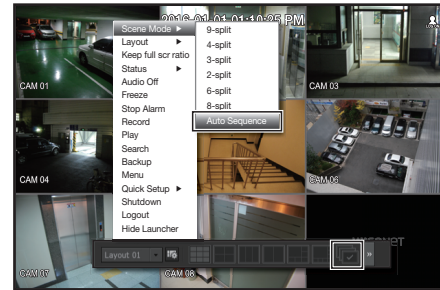 2016-01-01 01:10:25 PM
LOGIN
Scene Mode ▶
Layout ▶
Keep full scr ratio
Status ▶
Audio Off
Freeze
Stop Alarm
Record
Play
Search
Backup
Menu
Quick Setup ▶
Shutdown
Logout
Hide Launcher
9-split
4-split
3-split
2-split
6-split
8-split
Auto Sequence
CAM 01
CAM 03
CAM 04
CAM 06
Layout 01
CAM 07
CAM 08